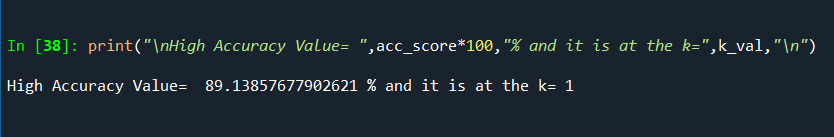 In [38]: print("\nHigh Accuracy Value= ",acc_score*100,"% and it is at the k=",k_val,"\n")
High Accuracy Value=  89.13857677902621 % and it is at the k= 1